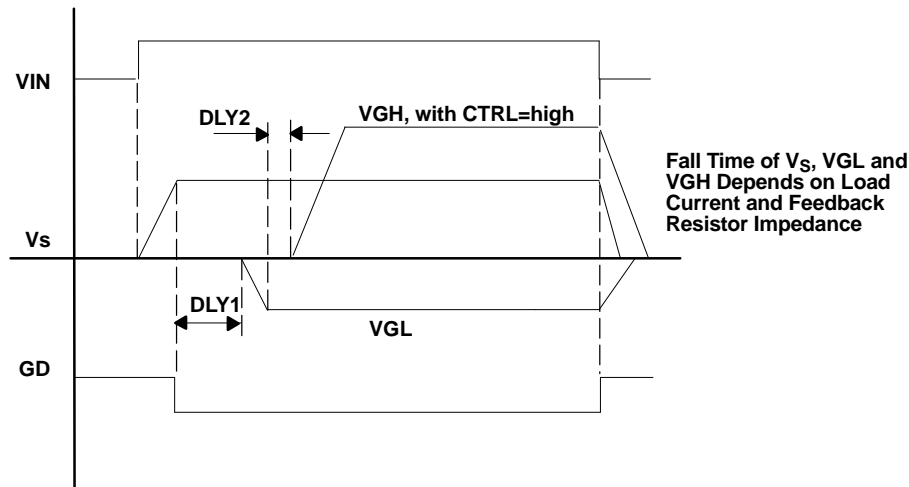 VIN
DLY2
VGH, with CTRL=high
Fall Time of VS, VGL and
VGH Depends on Load
Current and Feedback
Resistor Impedance
Vs
DLY1
VGL
GD